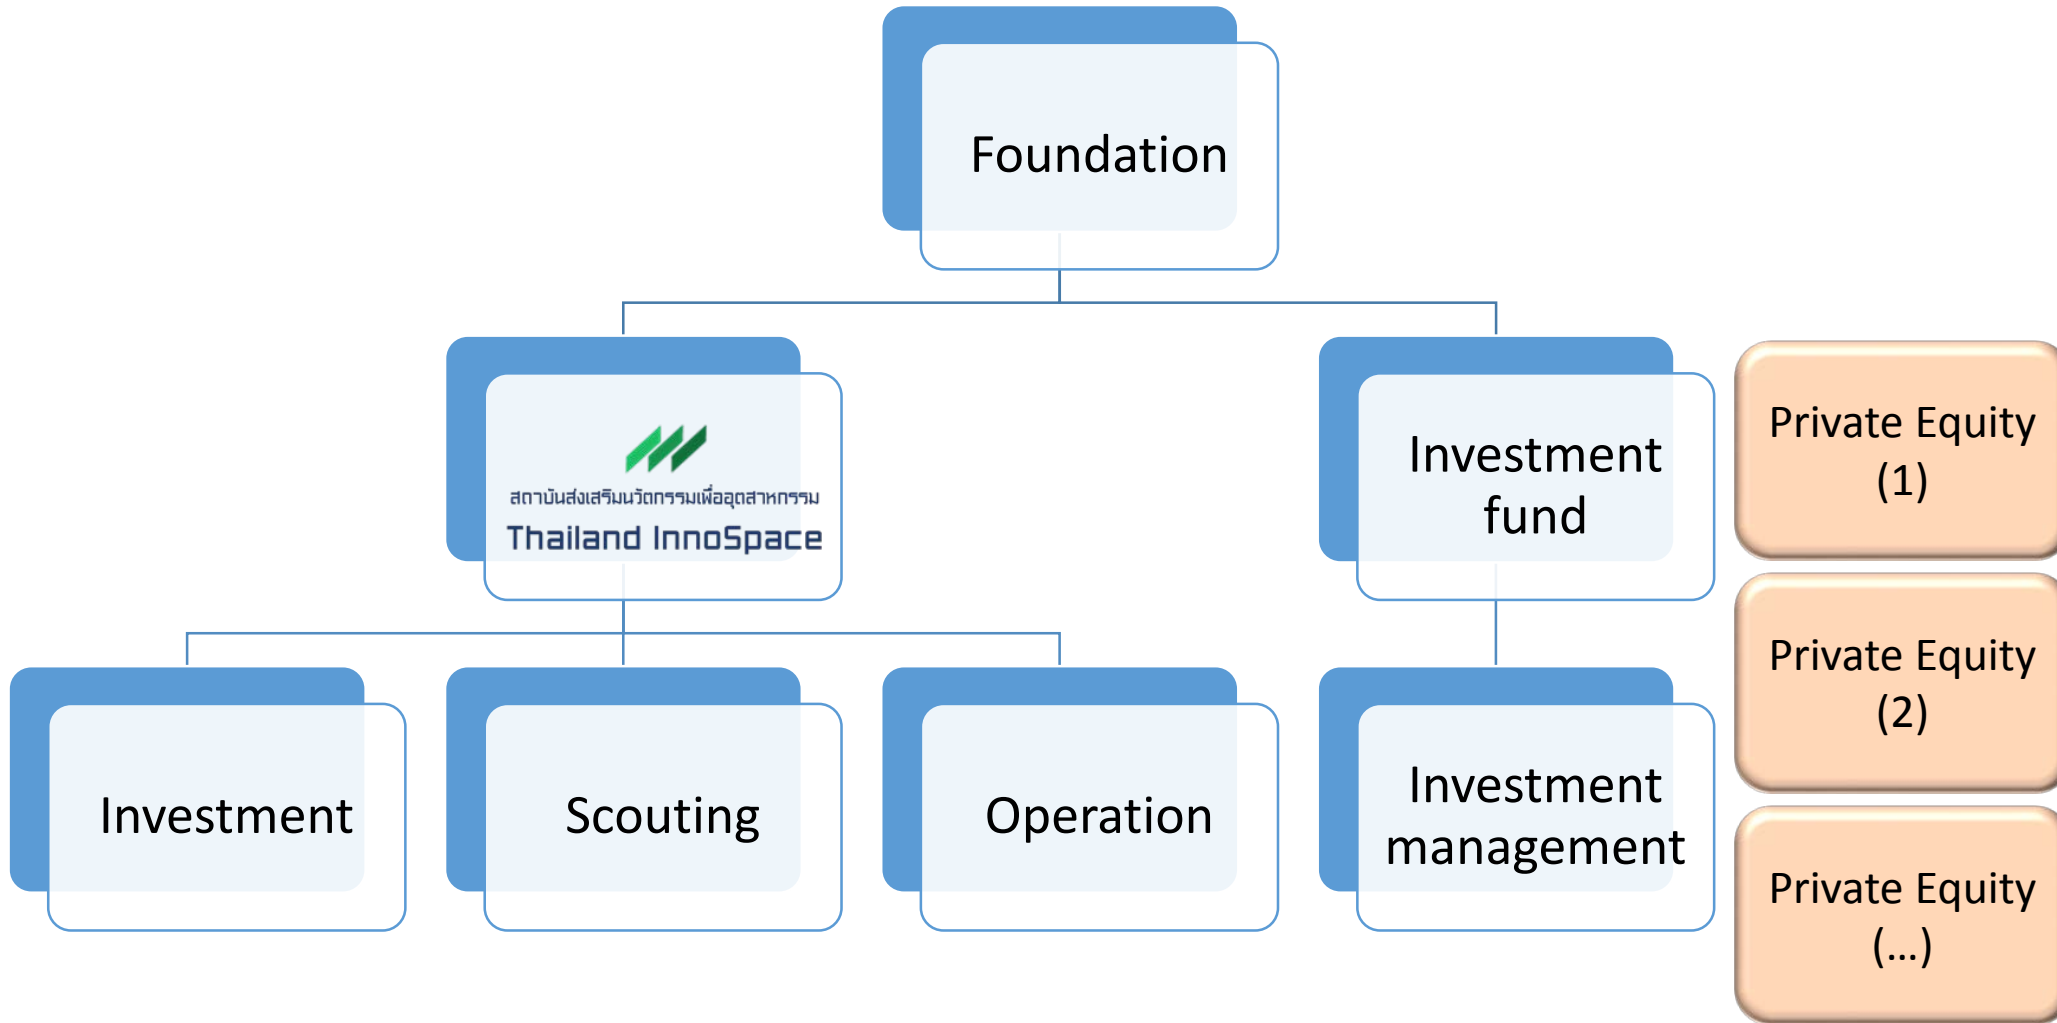 Foundation
สถาบันส่งเสริมนวัตกรรมเพื่ออุตสาหกรรม
Thailand InnoSpace
Investment
fund
Private Equity
(1)
Private Equity
(2)
Investment
Scouting
Operation
Investment
management
Private Equity
(...)